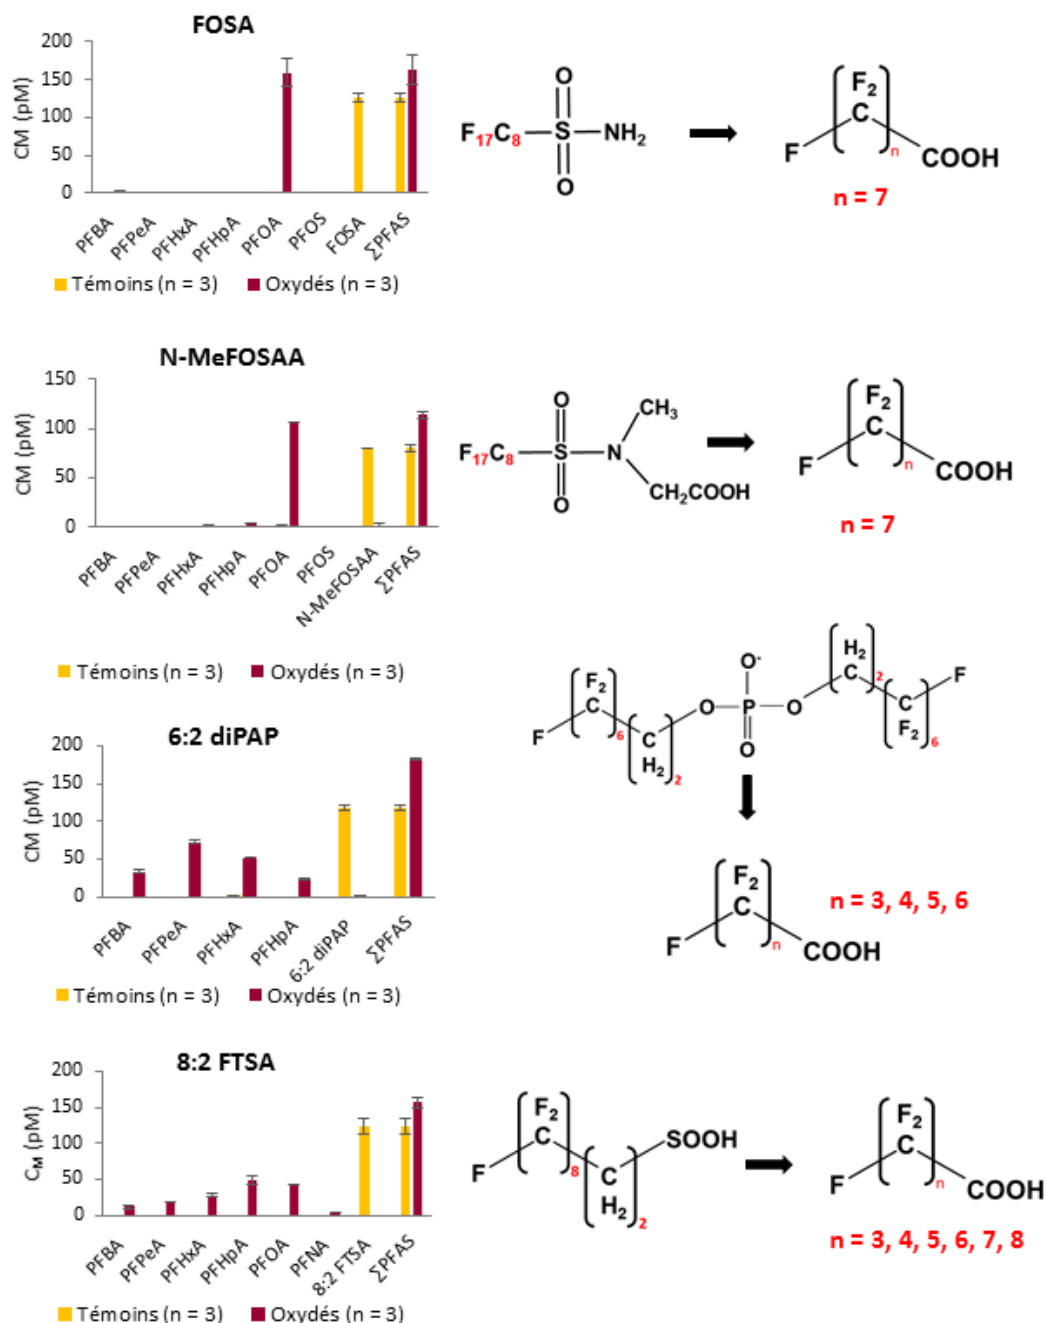 FOSA
CM (pM)
200
150
100
50
0
PFBA
PFPeA
PFHxA
PFHpA
PFOA
PFOS
FOSA
ΣPFAS
Témoins (n = 3) Oxydés (n = 3)
O
F17C8 S NH2
O
F2
C
F n COOH
n = 7
N-MeFOSAA
CM (pM)
150
100
50
0
PFBA
PFPeA
PFHxA
PFHpA
PFOA
PFOS
N-MeFOSAA
ΣPFAS
Témoins (n = 3) Oxydés (n = 3)
O CH3
F17C8 S N
O CH2COOH
F2
C
F n COOH
n = 7
6:2 diPAP
CM (pM)
200
150
100
50
0
PFBA
PFPeA
PFHxA
PFHpA
6:2 diPAP
ΣPFAS
Témoins (n = 3) Oxydés (n = 3)
H2
O- C 2 F
F2 C
C O P O F2 6
F 6 C O
H2 2
F2
C
F n COOH
n = 3, 4, 5, 6
8:2 FTSA
CM (pM)
200
150
100
50
0
PFBA
PFPeA
PFHxA
PFHpA
PFOA
PFNA
8:2 FTSA
ΣPFAS
Témoins (n = 3) Oxydés (n = 3)
F2 SOOH
C
F 8 C
H2 2
F2
C
F n COOH
n = 3, 4, 5, 6, 7, 8